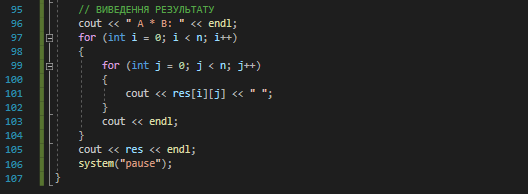 95 // ВИВЕДЕННЯ РЕЗУЛЬТАТУ
96 cout << " A * B: " << endl;
97 for (int i = 0; i < n; i++)
98 {
99 for (int j = 0; j < n; j++)
100 {
101 cout << res[i][j] << " ";
102 }
103 cout << endl;
104 }
105 cout << res << endl;
106 system("pause");
107 }